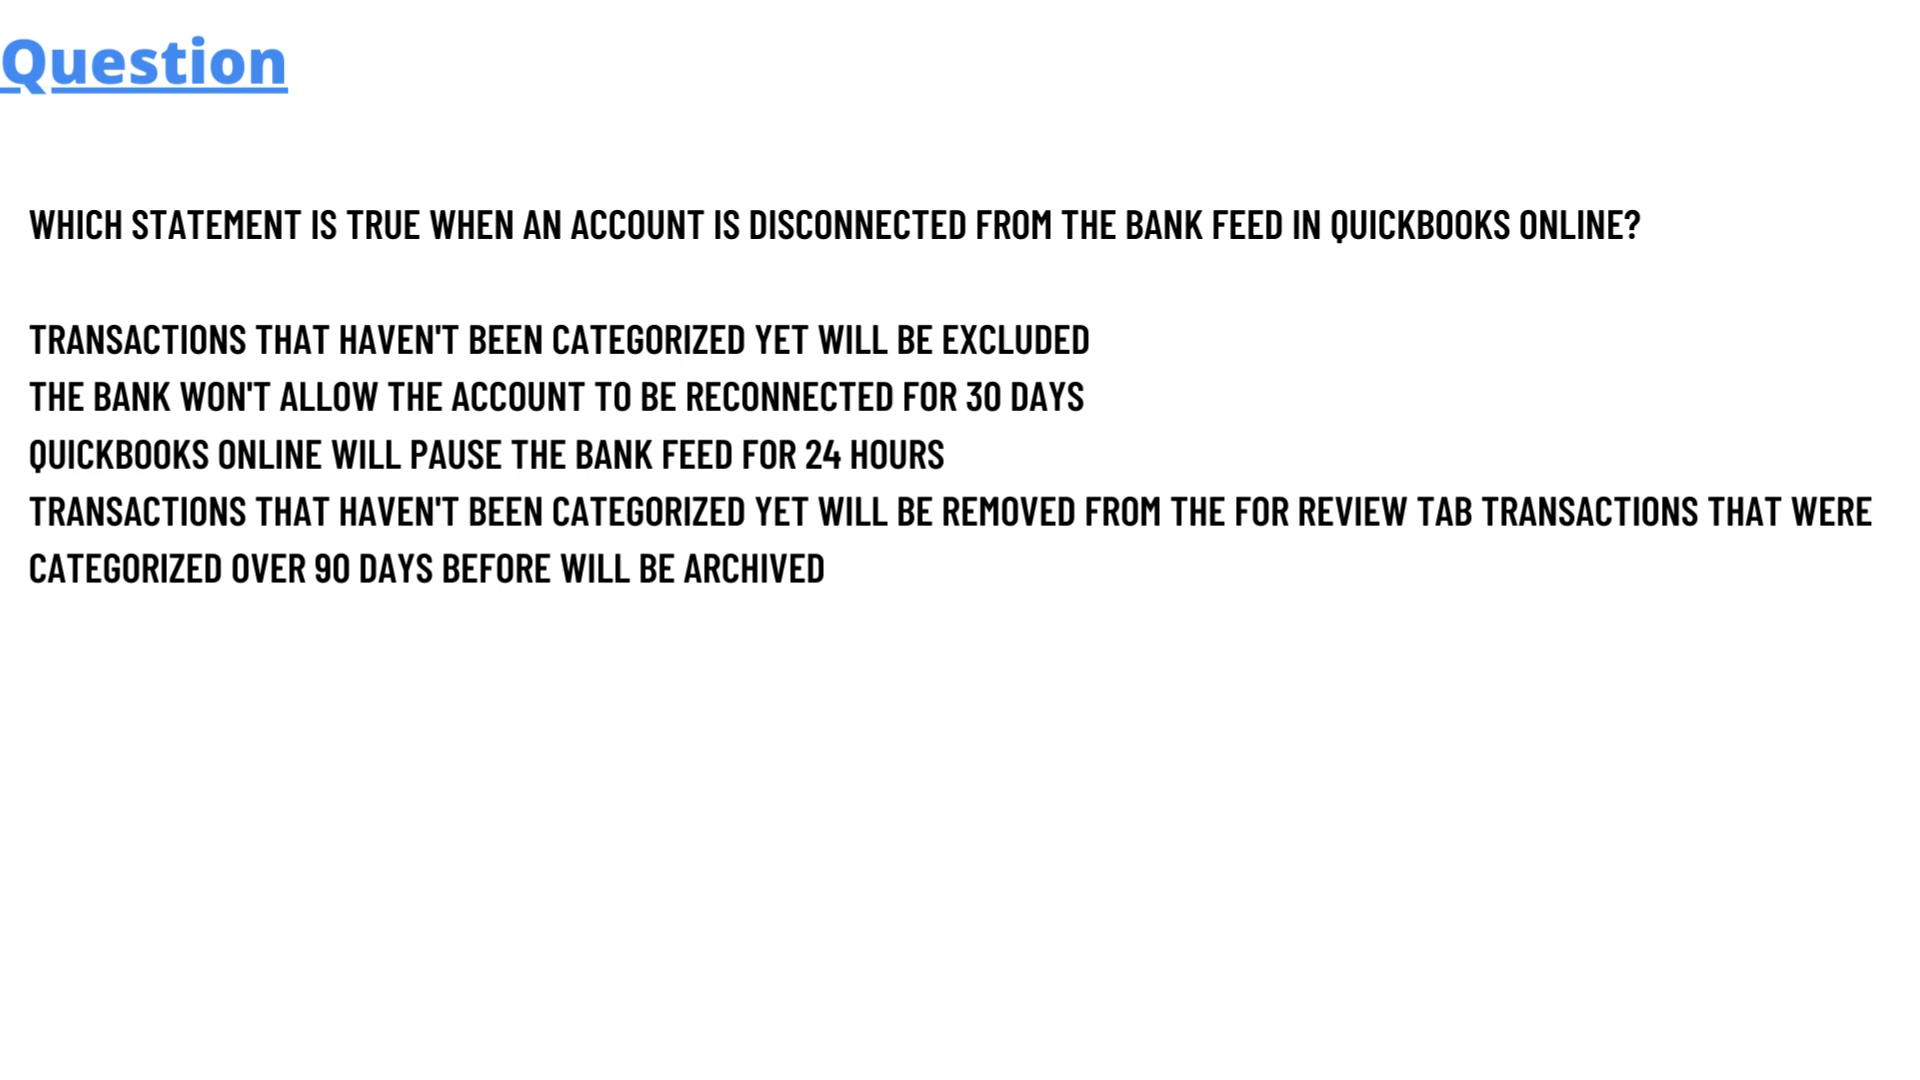 Question
WHICH STATEMENT IS TRUE WHEN AN ACCOUNT IS DISCONNECTED FROM THE BANK FEED IN QUICKBOOKS ONLINE?
TRANSACTIONS THAT HAVEN'T BEEN CATEGORIZED YET WILL BE EXCLUDED
THE BANK WON'T ALLOW THE ACCOUNT TO BE RECONNECTED FOR 30 DAYS
QUICKBOOKS ONLINE WILL PAUSE THE BANK FEED FOR 24 HOURS
TRANSACTIONS THAT HAVEN'T BEEN CATEGORIZED YET WILL BE REMOVED FROM THE FOR REVIEW TAB TRANSACTIONS THAT WERE
CATEGORIZED OVER 90 DAYS BEFORE WILL BE ARCHIVED